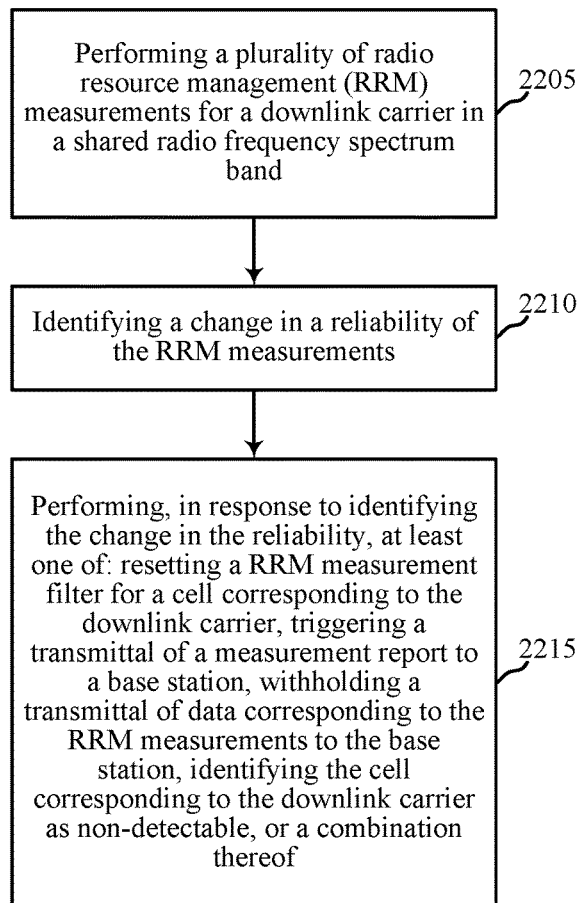 Performing a plurality of radio
resource management (RRM)
measurements for a downlink carrier in
a shared radio frequency spectrum
band
2205
Identifying a change in a reliability of
the RRM measurements
2210
Performing, in response to identifying
the change in the reliability, at least
one of: resetting a RRM measurement
filter for a cell corresponding to the
downlink carrier, triggering a
transmittal of a measurement report to
a base station, withholding a
transmittal of data corresponding to the
RRM measurements to the base
station, identifying the cell
corresponding to the downlink carrier
as non-detectable, or a combination
thereof
2215